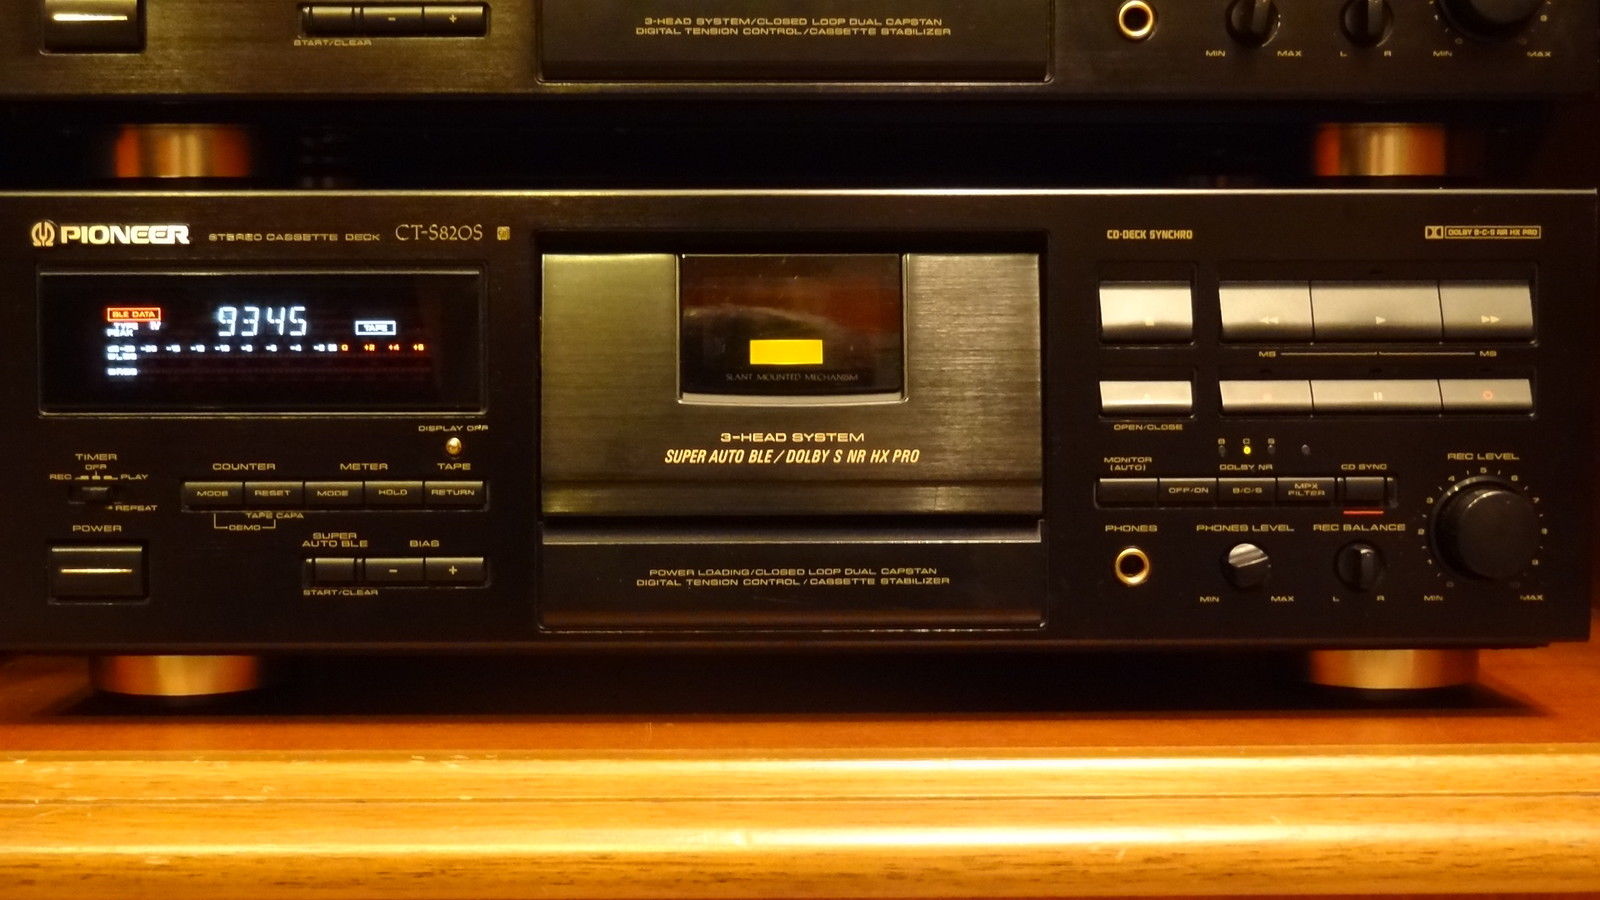 3-HEAD SYSTEM/CLOSED LOOP DUAL CAPSTAN
DIGITAL TENSION CONTROL/CASSETTE STABILIZER
START/CLEAR
MIN MAX L R MIN MAX
PIONEER STEREO CASSETTE DECK CT-S820S
CD-DECK SYNCHRO
DOLBY B-C-S NR HX PRO
BLE DATA
TYPE IV
PEAK
9345
TAPE
SLANT MOUNTED MECHANISM
3-HEAD SYSTEM
SUPER AUTO BLE / DOLBY S NR HX PRO
POWER LOADING/CLOSED LOOP DUAL CAPSTAN
DIGITAL TENSION CONTROL/CASSETTE STABILIZER
DISPLAY OFF
TIMER
OFF
REC PLAY
REPEAT
POWER
COUNTER METER TAPE
MODE RESET MODE HOLD RETURN
TAPE CAPA
DEMO
SUPER
AUTO BLE BIAS
- +
START/CLEAR
MS MS
OPEN/CLOSE
B C S
MONITOR
(AUTO)
DOLBY NR CD SYNC
OFF/ON B/C/S MPX
FILTER
REC LEVEL
PHONES PHONES LEVEL REC BALANCE
MIN MAX L R MIN MAX